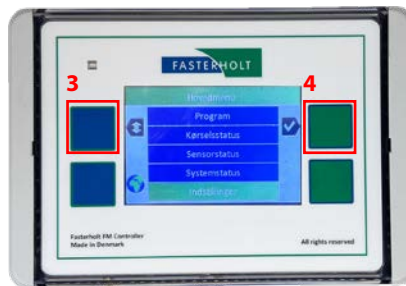 3
4
FASTERHOLT
Hovedmenu
Program
Kørselsstatus
Sensorstatus
Systemstatus
Indstillinger
Fasterholt FM Controller
Made in Denmark
All rights reserved